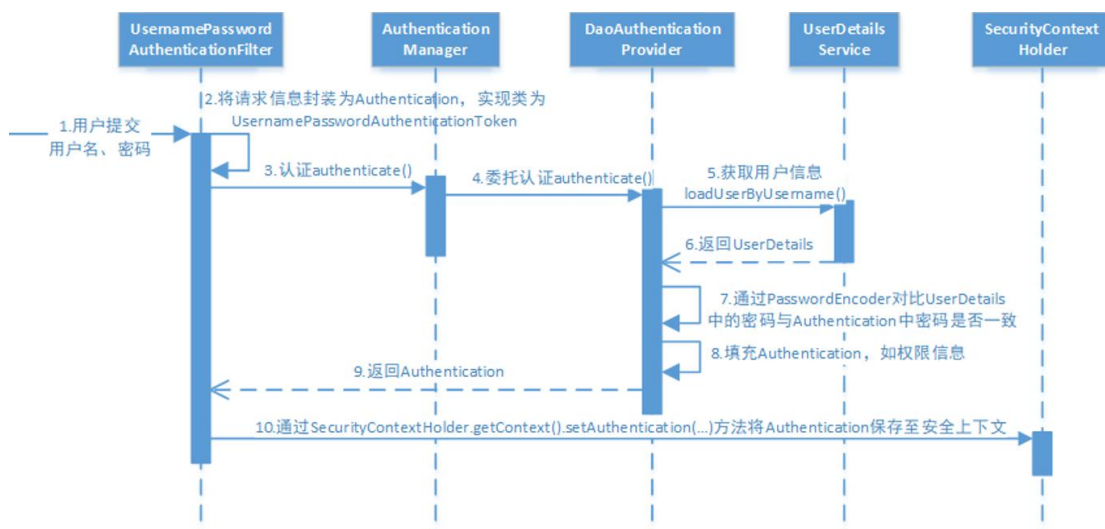 UsernamePassword
AuthenticationFilter
Authentication
Manager
DaoAuthentication
Provider
UserDetails
Service
SecurityContext
Holder
1.用户提交
用户名、密码
2.将请求信息封装为Authentication，实现类为
UsernamePasswordAuthenticationToken
3.认证authenticate()
4.委托认证authenticate()
5.获取用户信息
loadUserByUsername()
6.返回UserDetails
7.通过PasswordEncoder对比UserDetails
中的密码与Authentication中密码是否一致
8.填充Authentication，如权限信息
9.返回Authentication
10.通过SecurityContextHolder.getContext().setAuthentication(...)方法将Authentication保存至安全上下文